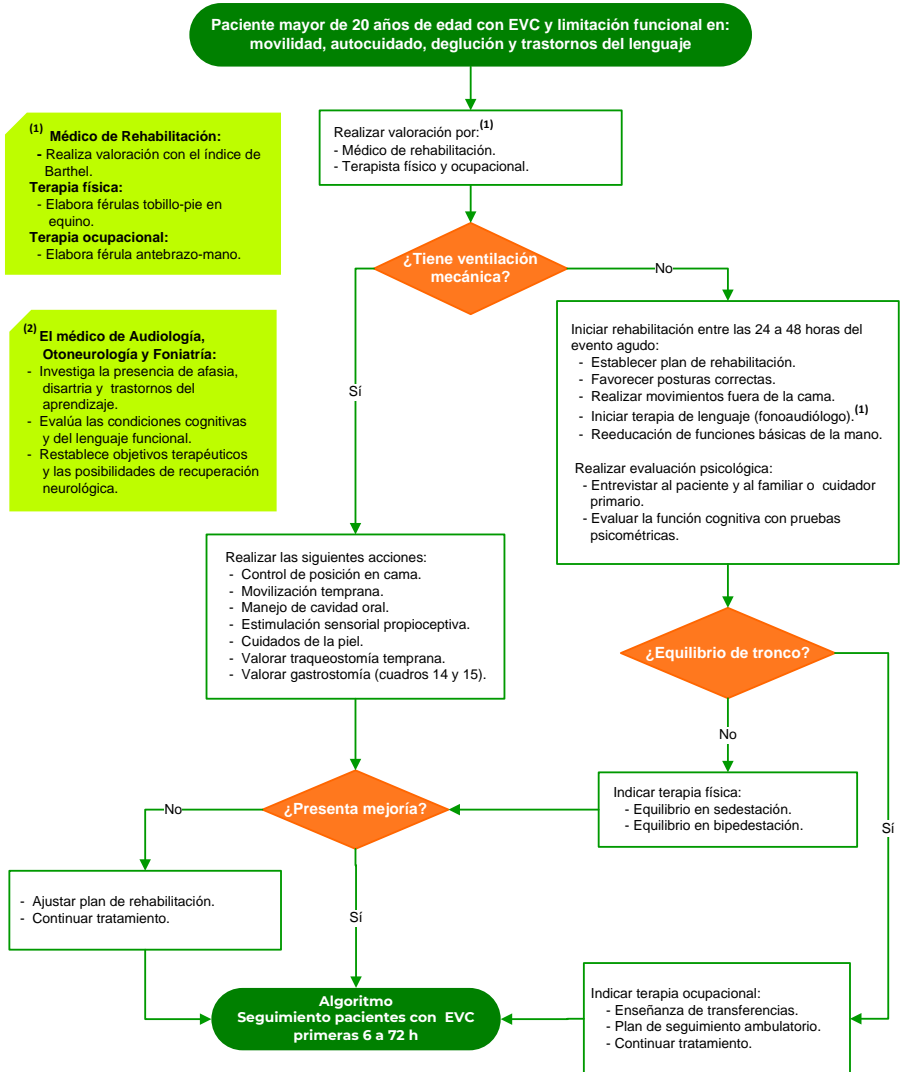 Paciente mayor de 20 años de edad con EVC y limitación funcional en:
movilidad, autocuidado, deglución y trastornos del lenguaje
(1) Médico de Rehabilitación:
- Realiza valoración con el índice de
Barthel.
Terapia física:
- Elabora férulas tobillo-pie en
equino.
Terapia ocupacional:
- Elabora férula antebrazo-mano.
Realizar valoración por:(1)
- Médico de rehabilitación.
- Terapista físico y ocupacional.
¿Tiene ventilación
mecánica?
No
Sí
(2) El médico de Audiología,
Otoneurología y Foniatría:
- Investiga la presencia de afasia,
disartria y trastornos del
aprendizaje.
- Evalúa las condiciones cognitivas
y del lenguaje funcional.
- Restablece objetivos terapéuticos
y las posibilidades de recuperación
neurológica.
Iniciar rehabilitación entre las 24 a 48 horas del
evento agudo:
- Establecer plan de rehabilitación.
- Favorecer posturas correctas.
- Realizar movimientos fuera de la cama.
- Iniciar terapia de lenguaje (fonoaudiólogo).(1)
- Reeducación de funciones básicas de la mano.
Realizar evaluación psicológica:
- Entrevistar al paciente y al familiar o cuidador
primario.
- Evaluar la función cognitiva con pruebas
psicométricas.
Realizar las siguientes acciones:
- Control de posición en cama.
- Movilización temprana.
- Manejo de cavidad oral.
- Estimulación sensorial propioceptiva.
- Cuidados de la piel.
- Valorar traqueostomía temprana.
- Valorar gastrostomía (cuadros 14 y 15).
¿Equilibrio de tronco?
No
Sí
Indicar terapia física:
- Equilibrio en sedestación.
- Equilibrio en bipedestación.
¿Presenta mejoría?
No
Sí
- Ajustar plan de rehabilitación.
- Continuar tratamiento.
Algoritmo
Seguimiento pacientes con EVC
primeras 6 a 72 h
Indicar terapia ocupacional:
- Enseñanza de transferencias.
- Plan de seguimiento ambulatorio.
- Continuar tratamiento.